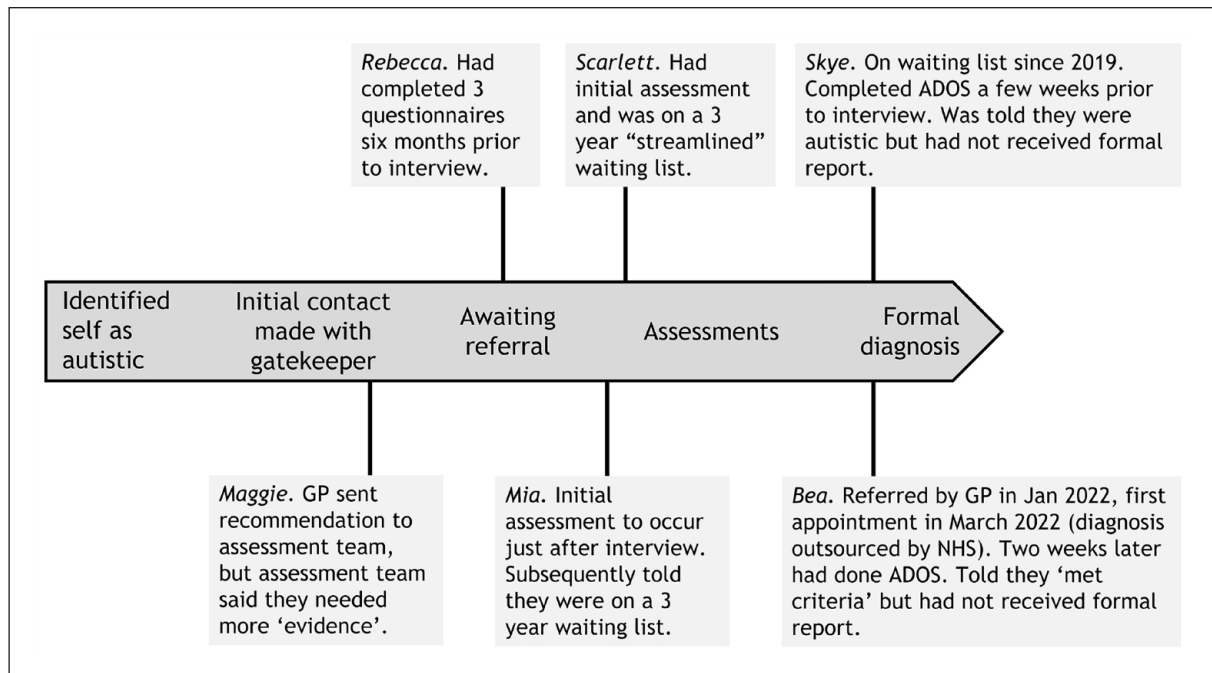 Rebecca. Had
completed 3
questionnaires
six months prior
to interview.
Scarlett. Had
initial assessment
and was on a 3
year “streamlined”
waiting list.
Skye. On waiting list since 2019.
Completed ADOS a few weeks prior
to interview. Was told they were
autistic but had not received formal
report.
Identified
self as
autistic
Initial contact
made with
gatekeeper
Awaiting
referral
Assessments
Formal
diagnosis
Maggie. GP sent
recommendation to
assessment team,
but assessment team
said they needed
more ‘evidence’.
Mia. Initial
assessment to occur
just after interview.
Subsequently told
they were on a 3
year waiting list.
Bea. Referred by GP in Jan 2022, first
appointment in March 2022 (diagnosis
outsourced by NHS). Two weeks later
had done ADOS. Told they ‘met
criteria’ but had not received formal
report.